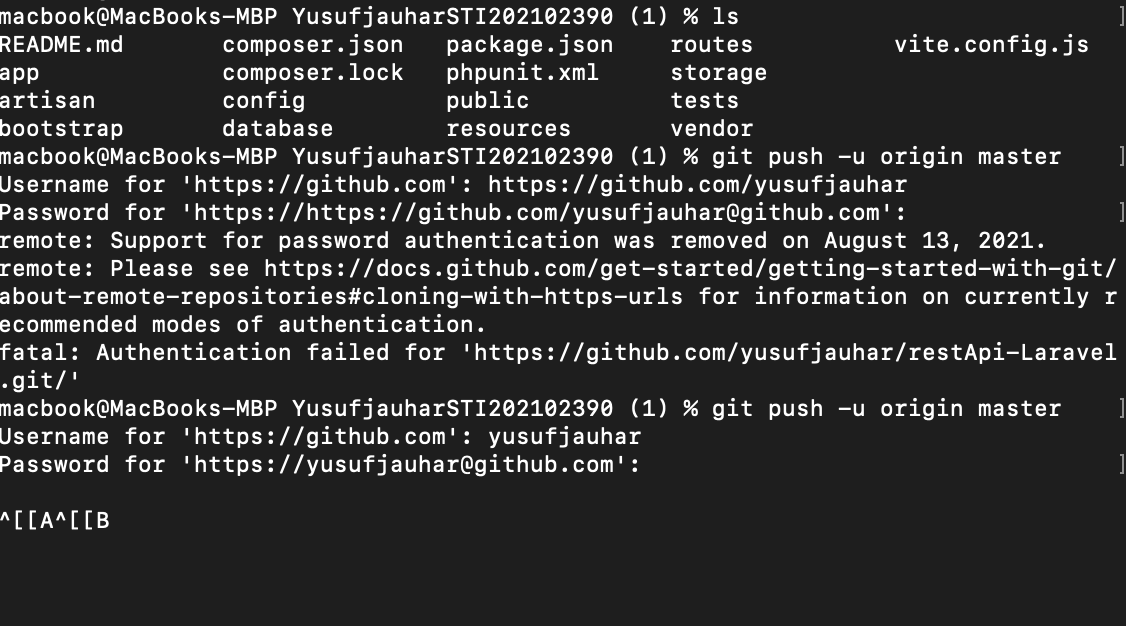 macbook@MacBooks-MBP YusufjauharSTI202102390 (1) % ls ]
README.md composer.json package.json routes vite.config.js
app composer.lock phpunit.xml storage
artisan config public tests
bootstrap database resources vendor
macbook@MacBooks-MBP YusufjauharSTI202102390 (1) % git push -u origin master ]
Username for 'https://github.com': https://github.com/yusufjauhar
Password for 'https://https://github.com/yusufjauhar@github.com': ]
remote: Support for password authentication was removed on August 13, 2021.
remote: Please see https://docs.github.com/get-started/getting-started-with-git/
about-remote-repositories#cloning-with-https-urls for information on currently r
ecommended modes of authentication.
fatal: Authentication failed for 'https://github.com/yusufjauhar/restApi-Laravel
.git/'
macbook@MacBooks-MBP YusufjauharSTI202102390 (1) % git push -u origin master ]
Username for 'https://github.com': yusufjauhar
Password for 'https://yusufjauhar@github.com': ]
^[[A^[[B